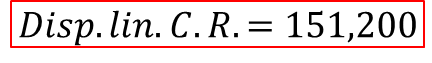 Disp. lin. C. R. = 151,200